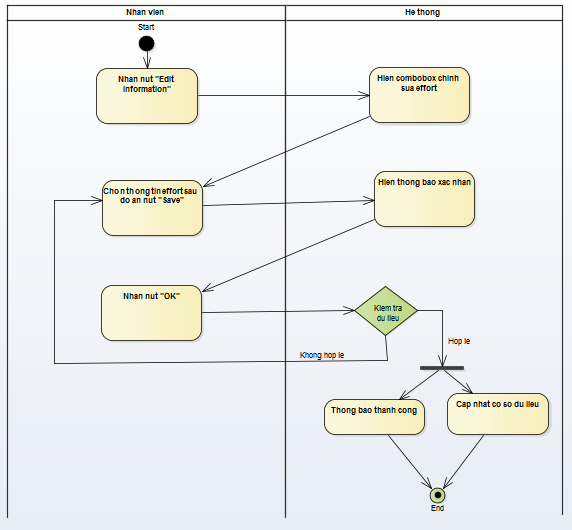 Nhan vien
He thong
Start
Nhan nut "Edit
information"
Hien combobox chinh
sua effort
Chon thong tin effort sau
do an nut "Save"
Hien thong bao xac nhan
Nhan nut "OK"
Kiem tra
du lieu
Hop le
Khong hop le
Thong bao thanh cong
Cap nhat co so du lieu
End